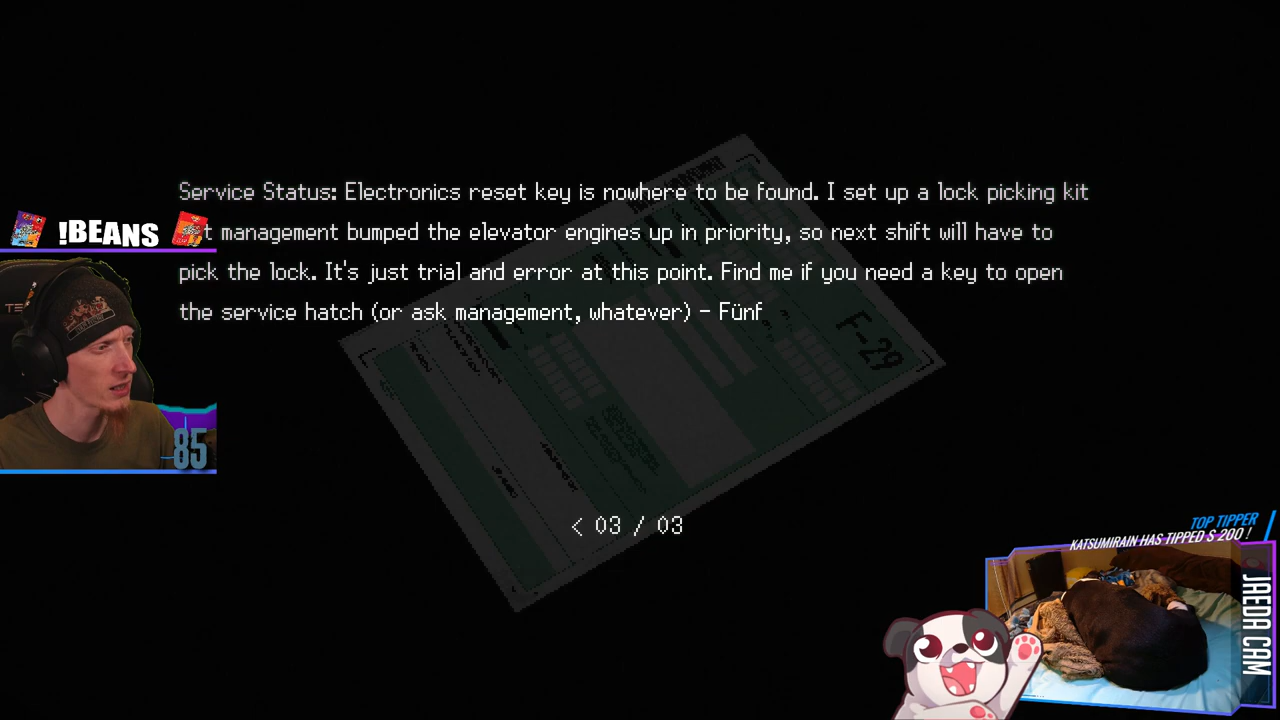 Service Status: Electronics reset key is nowhere to be found. I set up a lock picking kit
t management bumped the elevator engines up in priority, so next shift will have to
pick the lock. It's just trial and error at this point. Find me if you need a key to open
the service hatch (or ask management, whatever) - Fünf
!BEANS
F-29
85
< 03 / 03
TOP TIPPER
KATSUMIRAIN HAS TIPPED $ 200 !
JAEDA CAM